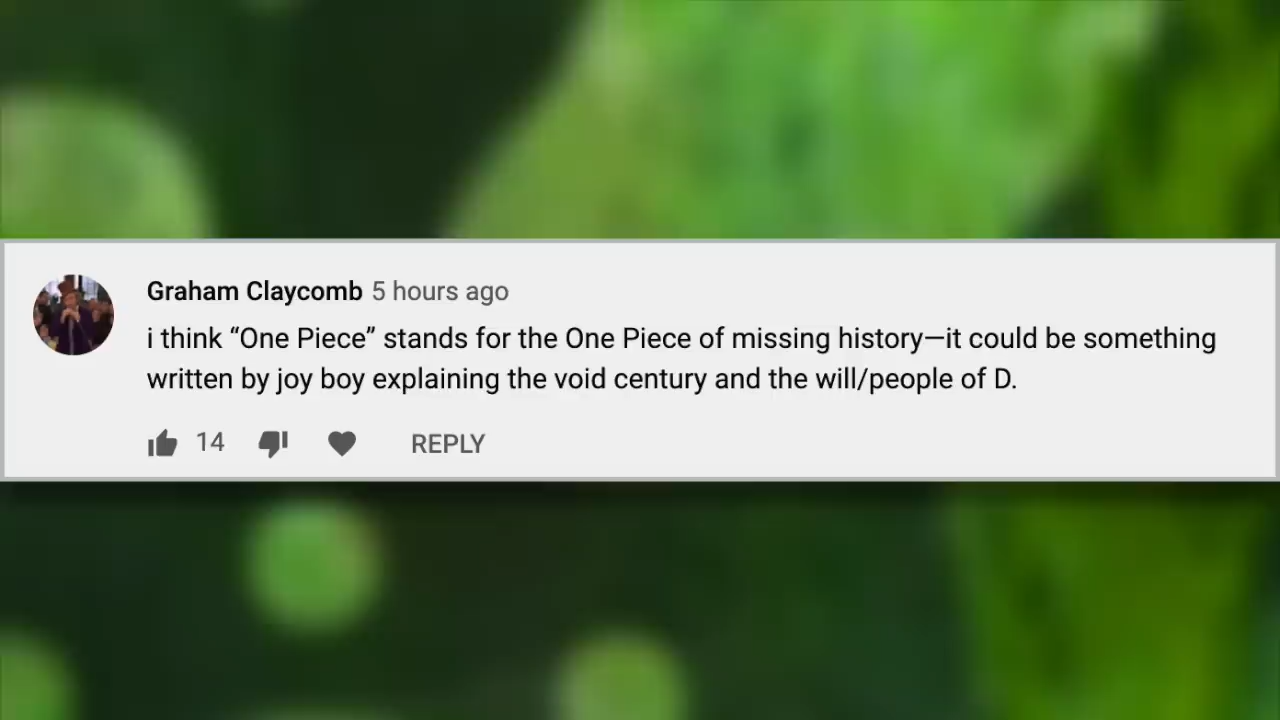 Graham Claycomb 5 hours ago
i think “One Piece” stands for the One Piece of missing history—it could be something
written by joy boy explaining the void century and the will/people of D.
14 REPLY